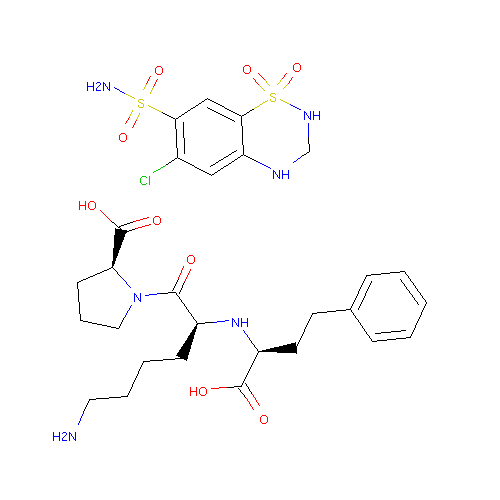 O O O
H2N S S
O NH
Cl NH
HO O
O
N NH
HO O
H2N